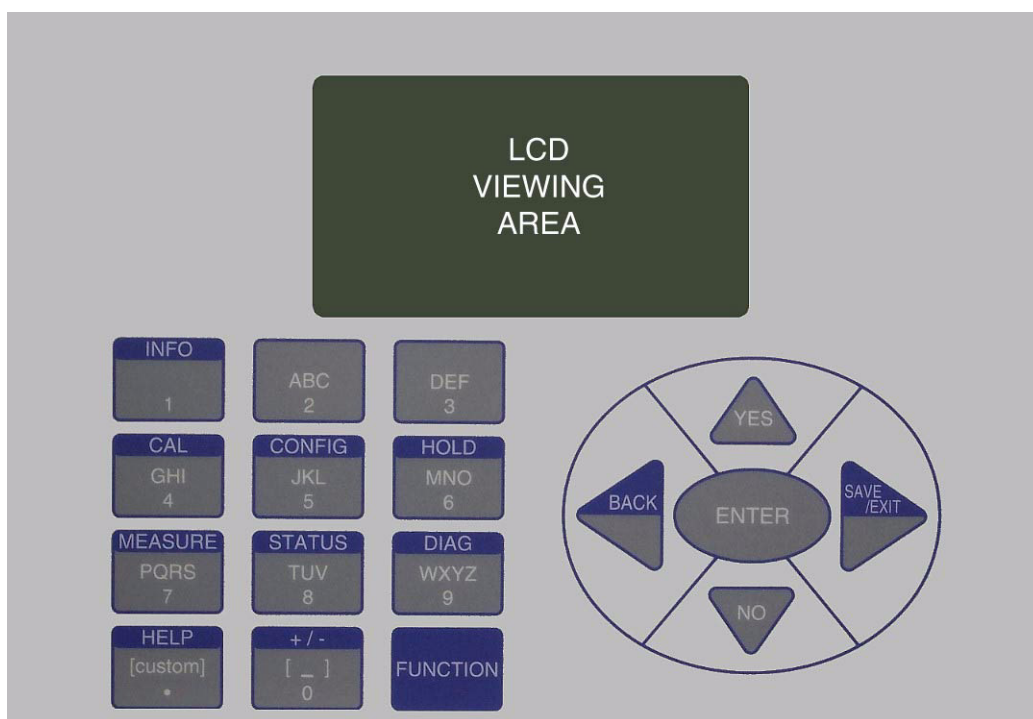 LCD
VIEWING
AREA
INFO
1
ABC
2
DEF
3
CAL
GHI
4
CONFIG
JKL
5
HOLD
MNO
6
MEASURE
PQRS
7
STATUS
TUV
8
DIAG
WXYZ
9
HELP
[custom]
•
+ / -
[ _ ]
0
FUNCTION
YES
BACK
ENTER
SAVE
/EXIT
NO